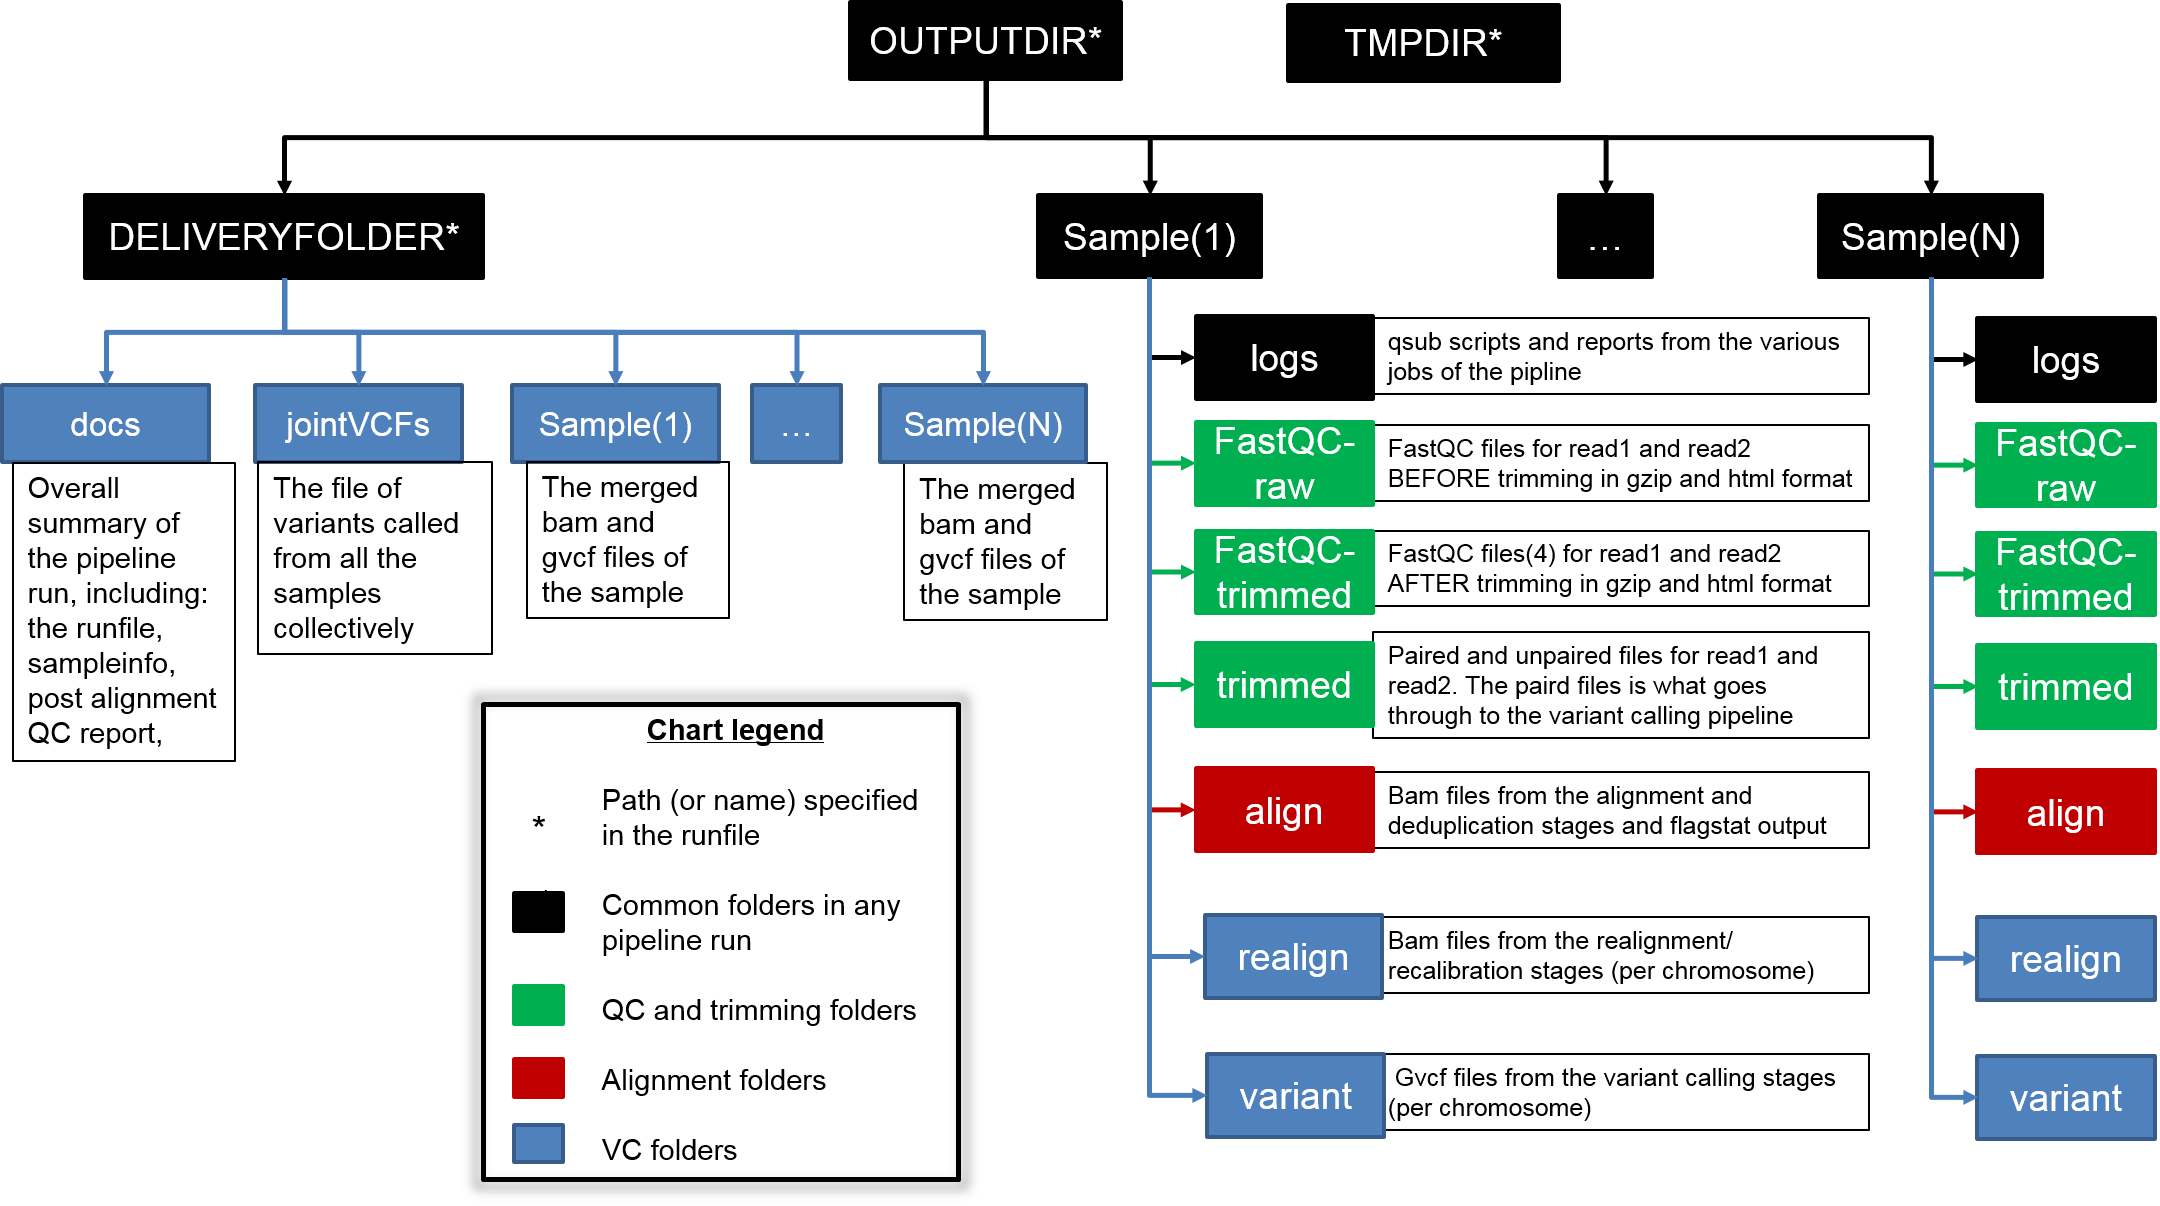 OUTPUTDIR*
TMPDIR*
DELIVERYFOLDER*
Sample(1)
...
Sample(N)
docs
jointVCFs
Sample(1)
...
Sample(N)
Overall
summary of
the pipeline
run, including:
the runfile,
sampleinfo,
post alignment
QC report,
The file of
variants called
from all the
samples
collectively
The merged
bam and
gvcf files of
the sample
The merged
bam and
gvcf files of
the sample
logs
qsub scripts and reports from the various
jobs of the pipline
FastQC-
raw
FastQC files for read1 and read2
BEFORE trimming in gzip and html format
FastQC-
trimmed
FastQC files(4) for read1 and read2
AFTER trimming in gzip and html format
trimmed
Paired and unpaired files for read1 and
read2. The paird files is what goes
through to the variant calling pipeline
align
Bam files from the alignment and
deduplication stages and flagstat output
realign
Bam files from the realignment/
recalibration stages (per chromosome)
variant
Gvcf files from the variant calling stages
(per chromosome)
logs
FastQC-
raw
FastQC-
trimmed
trimmed
align
realign
variant
Chart legend
*
Path (or name) specified
in the runfile
Common folders in any
pipeline run
QC and trimming folders
Alignment folders
VC folders